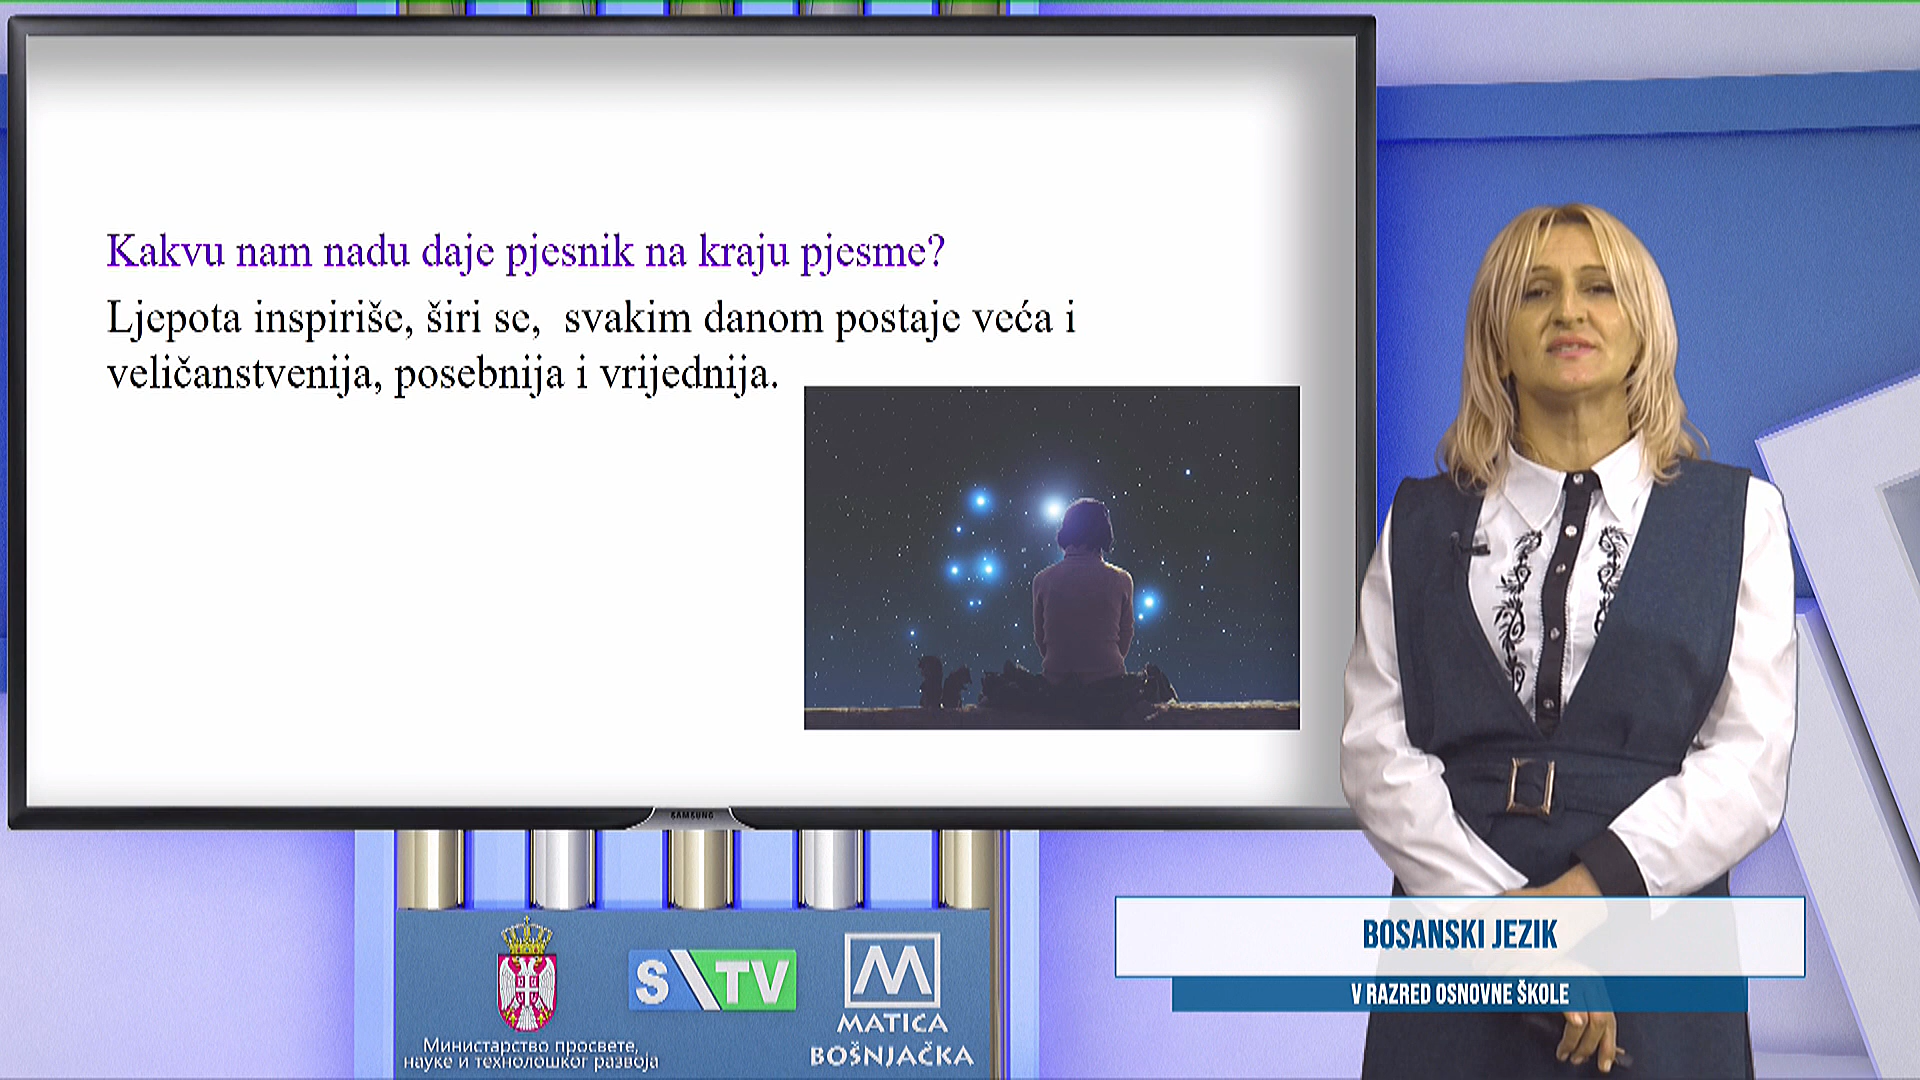 Kakvu nam nadu daje pjesnik na kraju pjesme?
Ljepota inspiriše, širi se, svakim danom postaje veća i
veličanstvenija, posebnija i vrijednija.
SAMSUNG
BOSANSKI JEZIK
V RAZRED OSNOVNE ŠKOLE
S TV
MATICA
BOŠNJAČKA
Министарство просвете,
науке и технолошког развоја